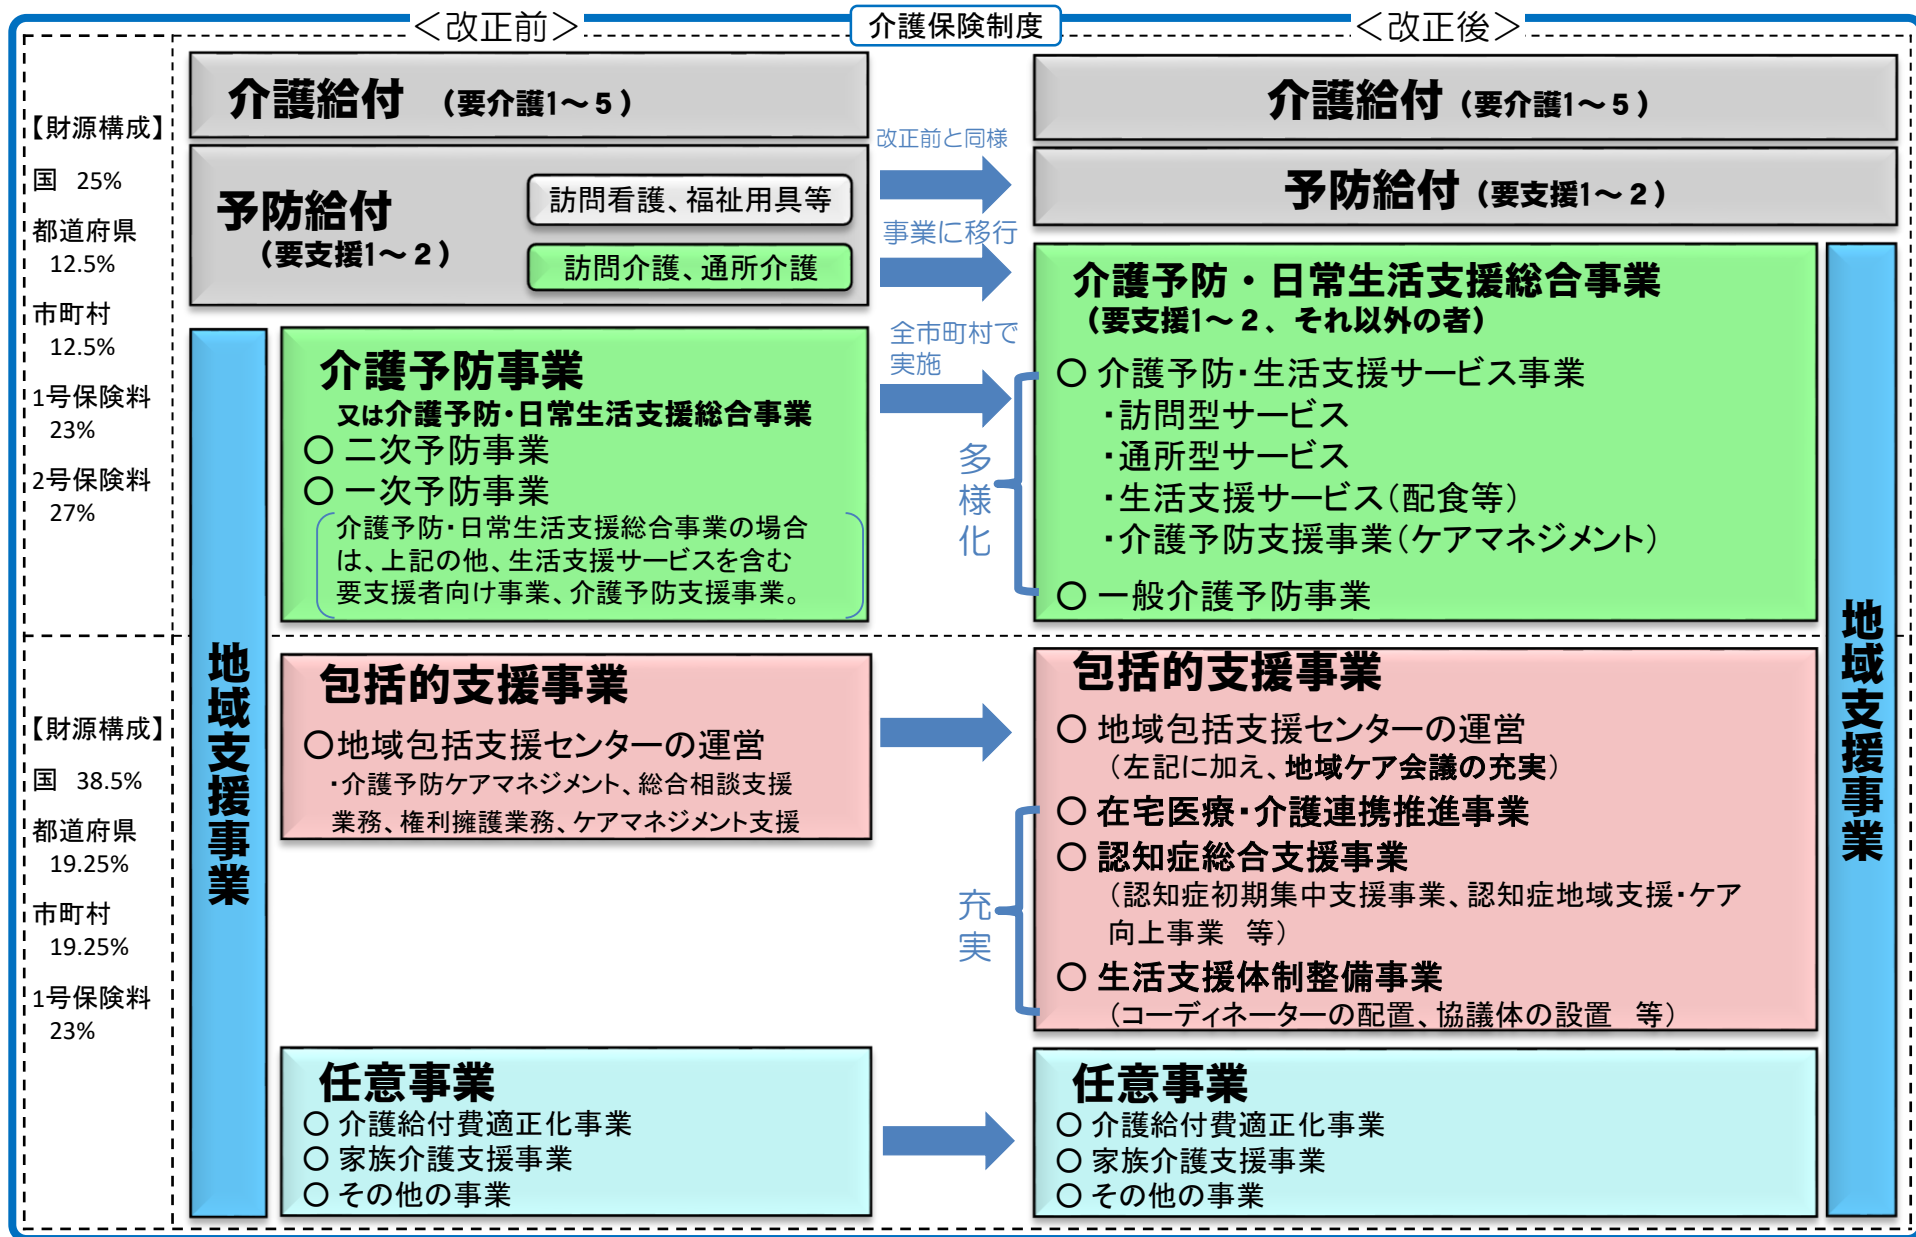 介護保険制度
＜改正前＞
＜改正後＞
【財源構成】
国 25%
都道府県
12.5%
市町村
12.5%
1号保険料
23%
2号保険料
27%
【財源構成】
国 38.5%
都道府県
19.25%
市町村
19.25%
1号保険料
23%
介護給付 （要介護1～５）
予防給付
（要支援1～２）
訪問看護、福祉用具等
訪問介護、通所介護
地域支援事業
介護予防事業
又は介護予防・日常生活支援総合事業
○ 二次予防事業
○ 一次予防事業
介護予防・日常生活支援総合事業の場合
は、上記の他、生活支援サービスを含む
要支援者向け事業、介護予防支援事業。
包括的支援事業
○地域包括支援センターの運営
・介護予防ケアマネジメント、総合相談支援
業務、権利擁護業務、ケアマネジメント支援
任意事業
○ 介護給付費適正化事業
○ 家族介護支援事業
○ その他の事業
改正前と同様
事業に移行
全市町村で
実施
多様化
充実
介護給付 （要介護1～５）
予防給付 （要支援1～２）
介護予防・日常生活支援総合事業
（要支援1～２、それ以外の者）
○ 介護予防・生活支援サービス事業
・訪問型サービス
・通所型サービス
・生活支援サービス（配食等）
・介護予防支援事業（ケアマネジメント）
○ 一般介護予防事業
包括的支援事業
○ 地域包括支援センターの運営
（左記に加え、地域ケア会議の充実）
○ 在宅医療・介護連携推進事業
○ 認知症総合支援事業
（認知症初期集中支援事業、認知症地域支援・ケア
向上事業 等）
○ 生活支援体制整備事業
（コーディネーターの配置、協議体の設置 等）
任意事業
○ 介護給付費適正化事業
○ 家族介護支援事業
○ その他の事業
地域支援事業